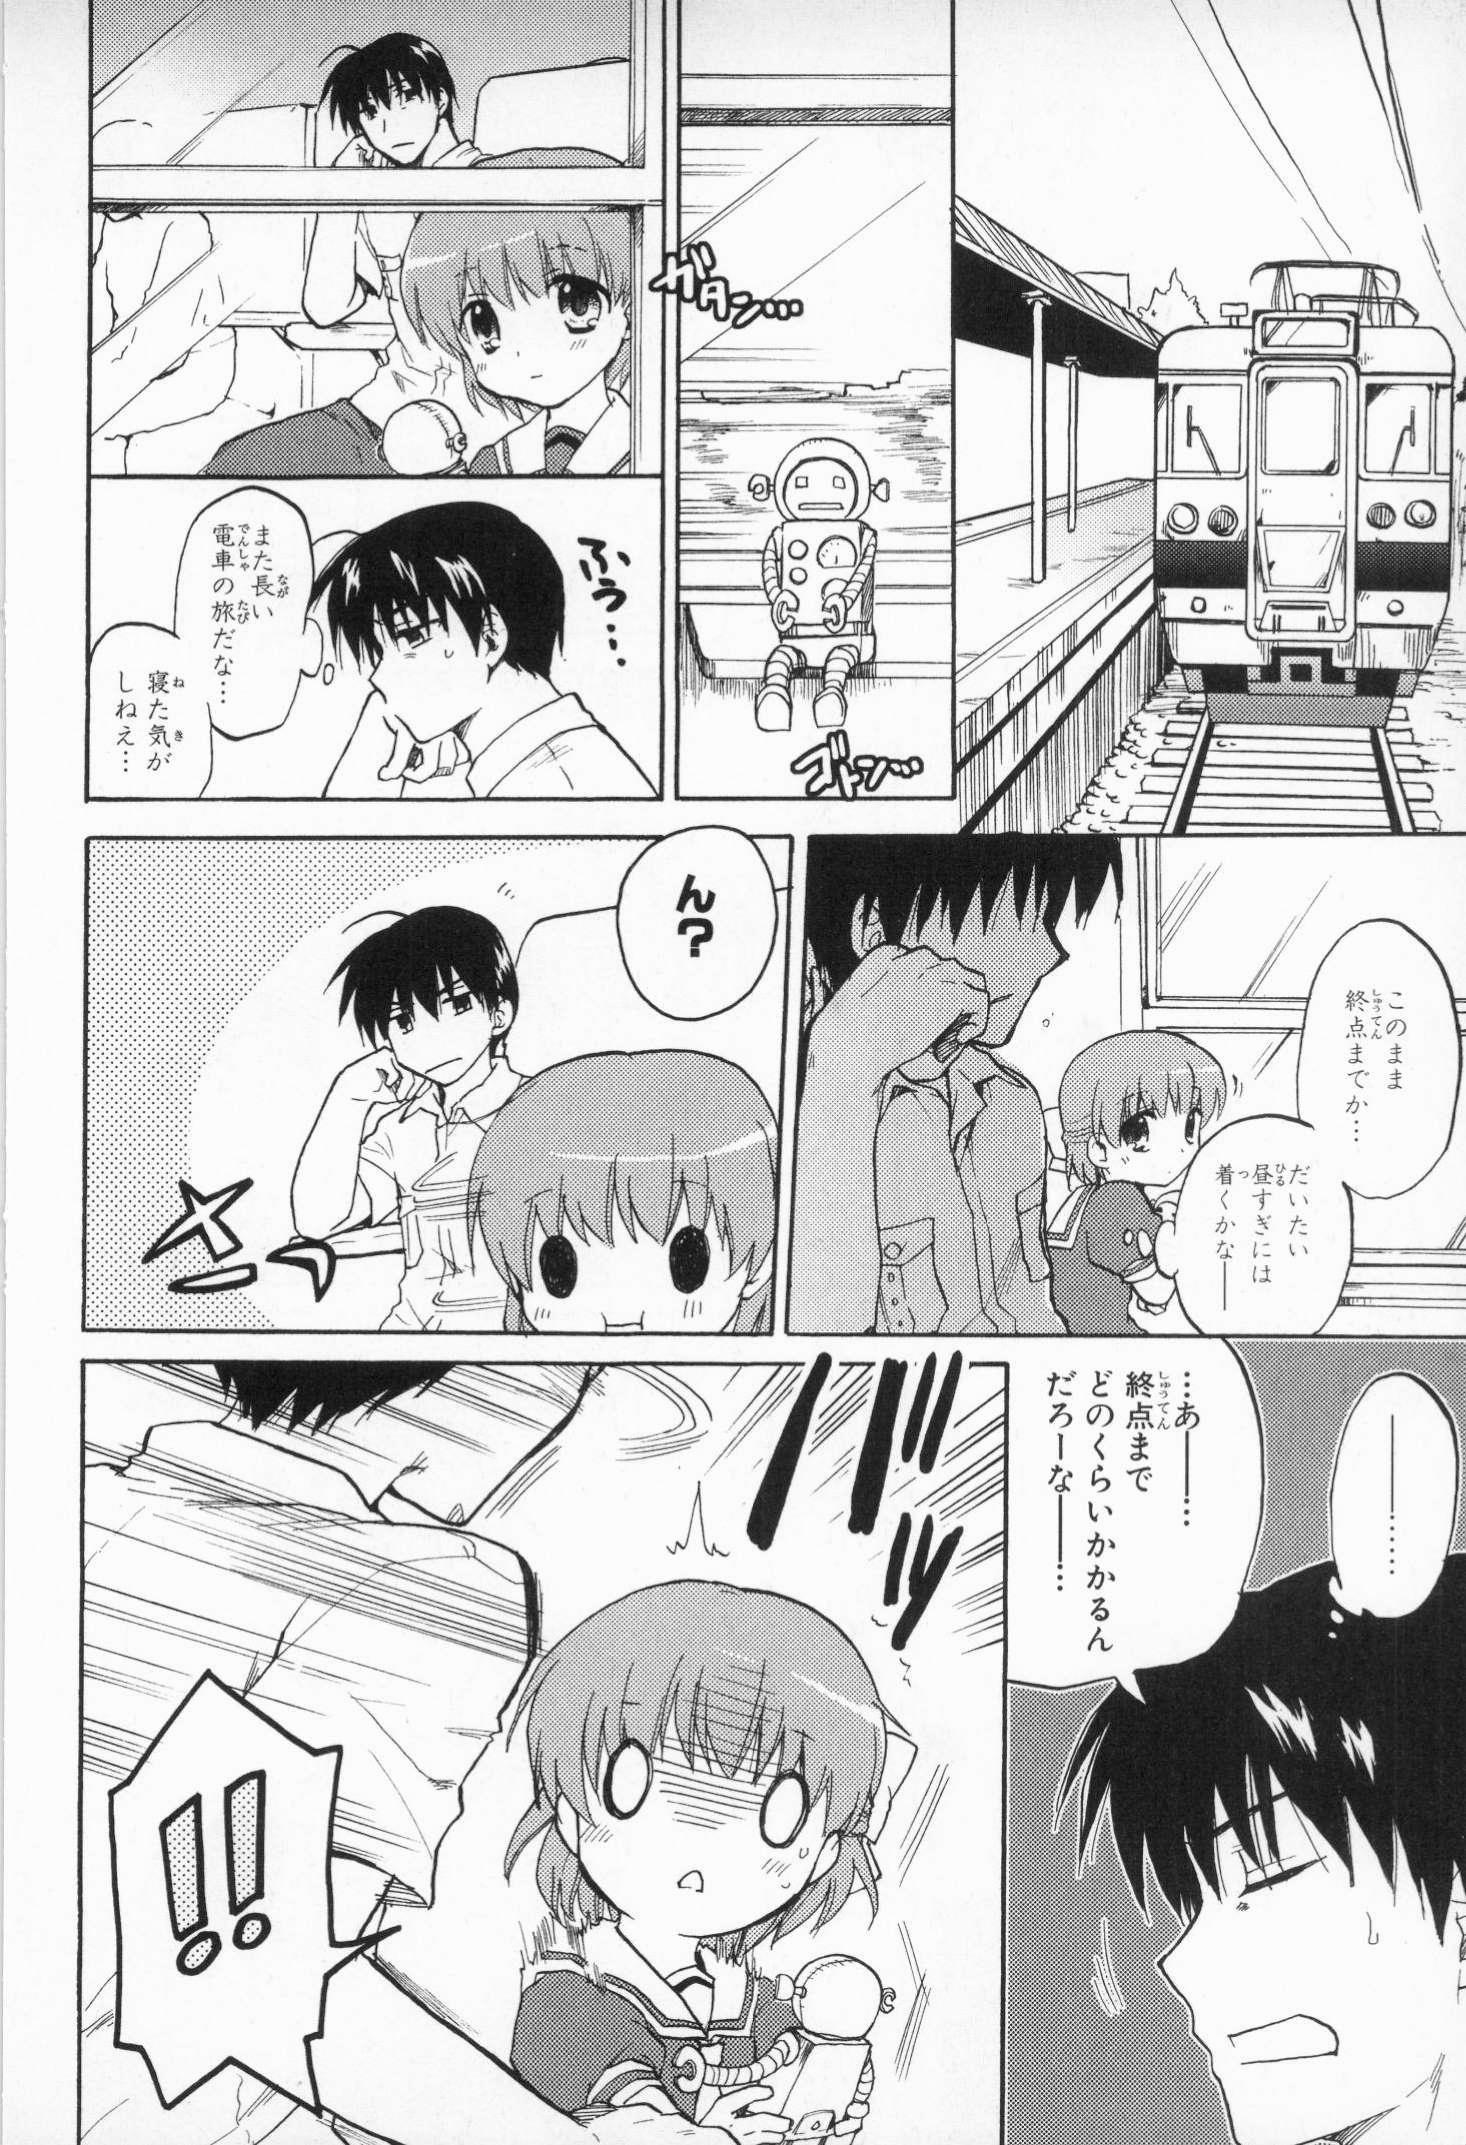 ガタン…
ゴトン…
ふぅ…
また長い
電車の旅だな…
寝た気が
しねえ…
このまま
終点までか…
だいたい
昼すぎには
着くかな――
ん?
――……
…あ――…
終点まで
どのくらいかかるん
だろーな――…
!!